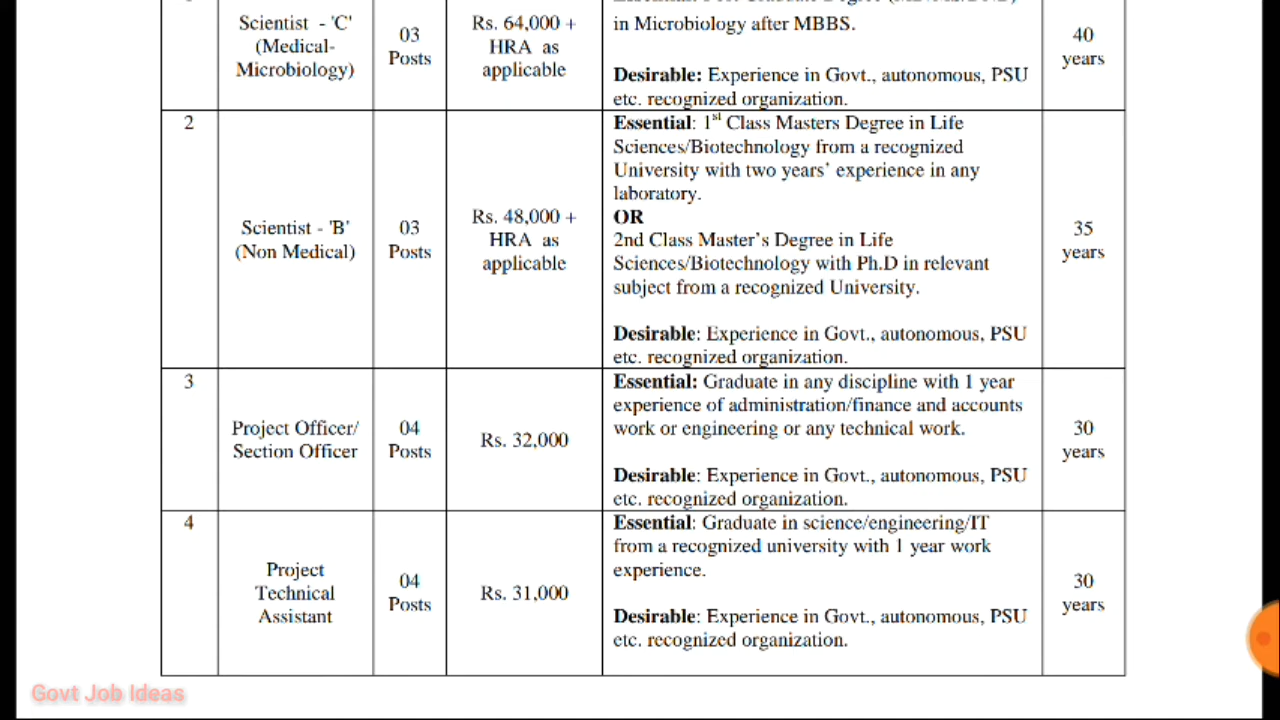 Scientist - 'C'
(Medical-
Microbiology)
03
Posts
Rs. 64,000 +
HRA as
applicable
in Microbiology after MBBS.
Desirable: Experience in Govt., autonomous, PSU
etc. recognized organization.
40
years
2
Scientist - 'B'
(Non Medical)
03
Posts
Rs. 48,000 +
HRA as
applicable
Essential: 1st Class Masters Degree in Life
Sciences/Biotechnology from a recognized
University with two years’ experience in any
laboratory.
OR
2nd Class Master’s Degree in Life
Sciences/Biotechnology with Ph.D in relevant
subject from a recognized University.
Desirable: Experience in Govt., autonomous, PSU
etc. recognized organization.
35
years
3
Project Officer/
Section Officer
04
Posts
Rs. 32,000
Essential: Graduate in any discipline with 1 year
experience of administration/finance and accounts
work or engineering or any technical work.
Desirable: Experience in Govt., autonomous, PSU
etc. recognized organization.
30
years
4
Project
Technical
Assistant
04
Posts
Rs. 31,000
Essential: Graduate in science/engineering/IT
from a recognized university with 1 year work
experience.
Desirable: Experience in Govt., autonomous, PSU
etc. recognized organization.
30
years
Govt Job Ideas